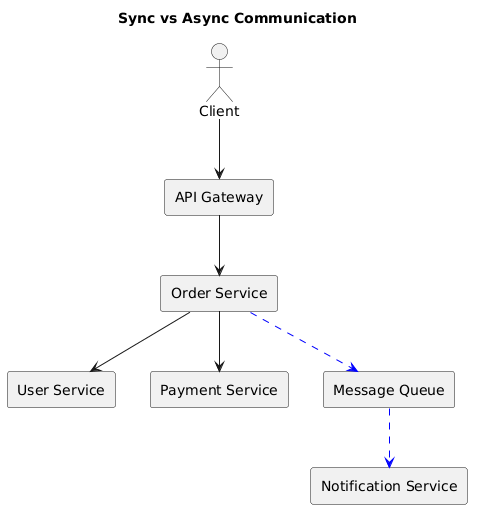 Sync vs Async Communication
Client
API Gateway
Order Service
User Service
Payment Service
Message Queue
Notification Service